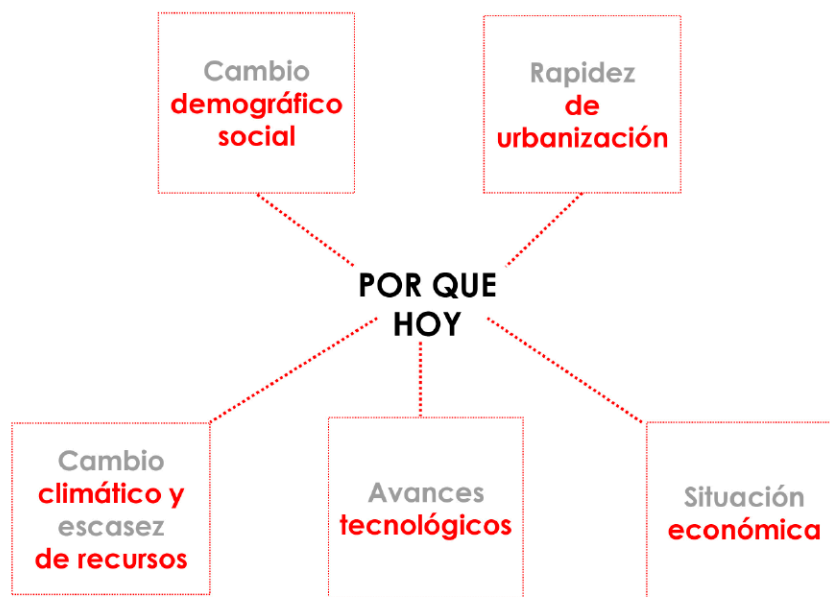 Cambio
demográfico
social
Rapidez
de
urbanización
POR QUE
HOY
Cambio
climático y
escasez
de recursos
Avances
tecnológicos
Situación
económica